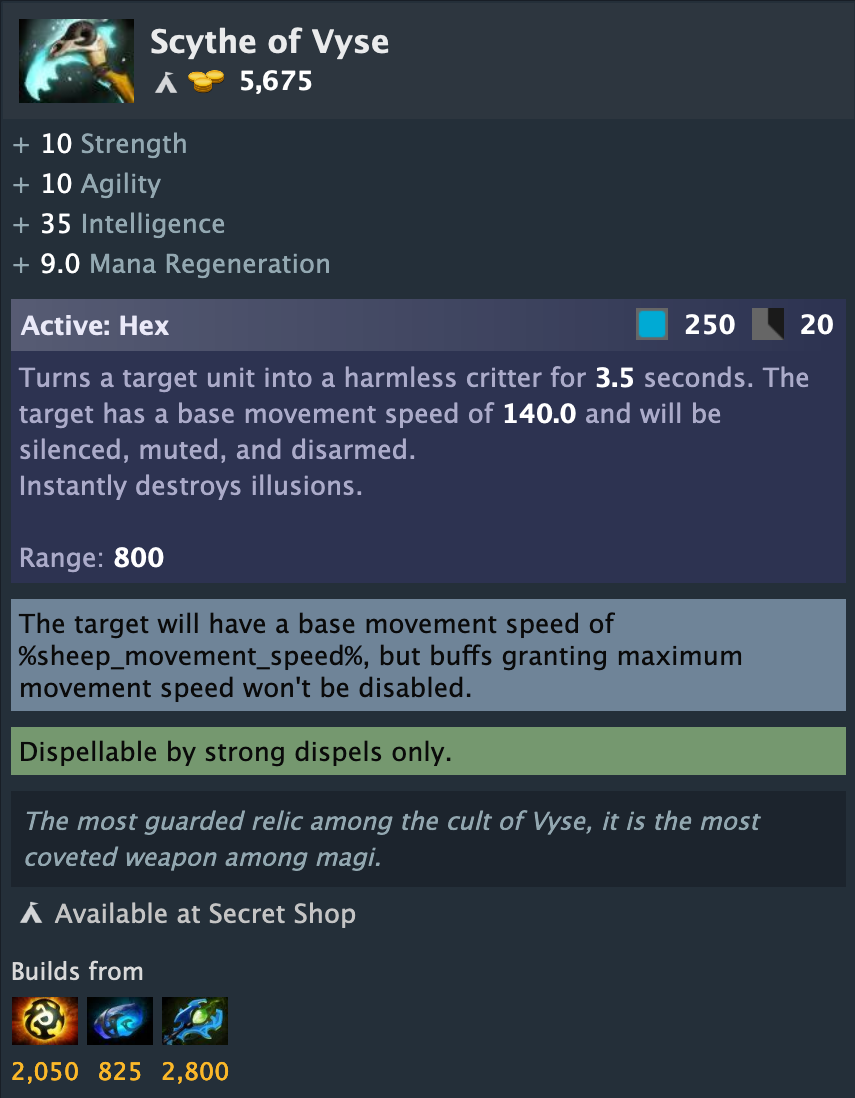 Scythe of Vyse
5,675
+ 10 Strength
+ 10 Agility
+ 35 Intelligence
+ 9.0 Mana Regeneration
Active: Hex 250 20
Turns a target unit into a harmless critter for 3.5 seconds. The
target has a base movement speed of 140.0 and will be
silenced, muted, and disarmed.
Instantly destroys illusions.
Range: 800
The target will have a base movement speed of
%sheep_movement_speed%, but buffs granting maximum
movement speed won't be disabled.
Dispellable by strong dispels only.
The most guarded relic among the cult of Vyse, it is the most
coveted weapon among magi.
Available at Secret Shop
Builds from
2,050 825 2,800